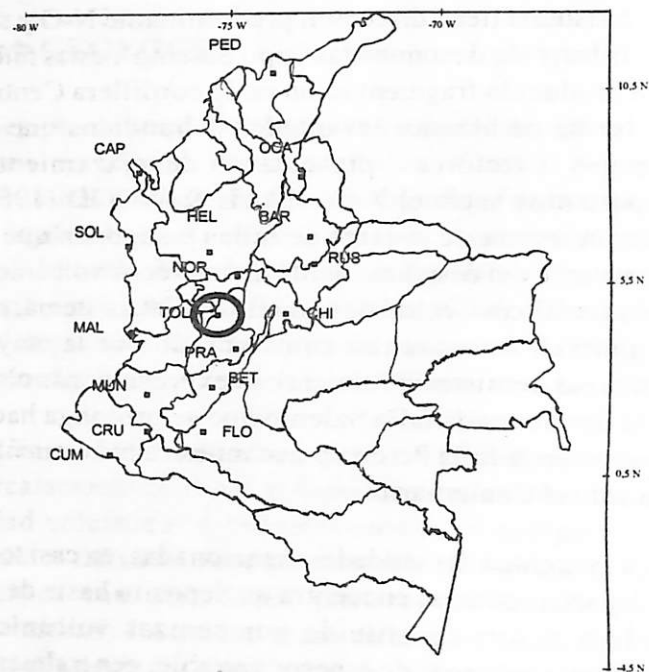 -80 W -75 W -70 W
PED
10,5 N
OCA
CAP
HEL BAR
SOL
RUS
NOR
5,5 N
TOL CHI
MAL
PRA
MUN BET
CRU FLO
CUM
0,5 N
-4,5 N